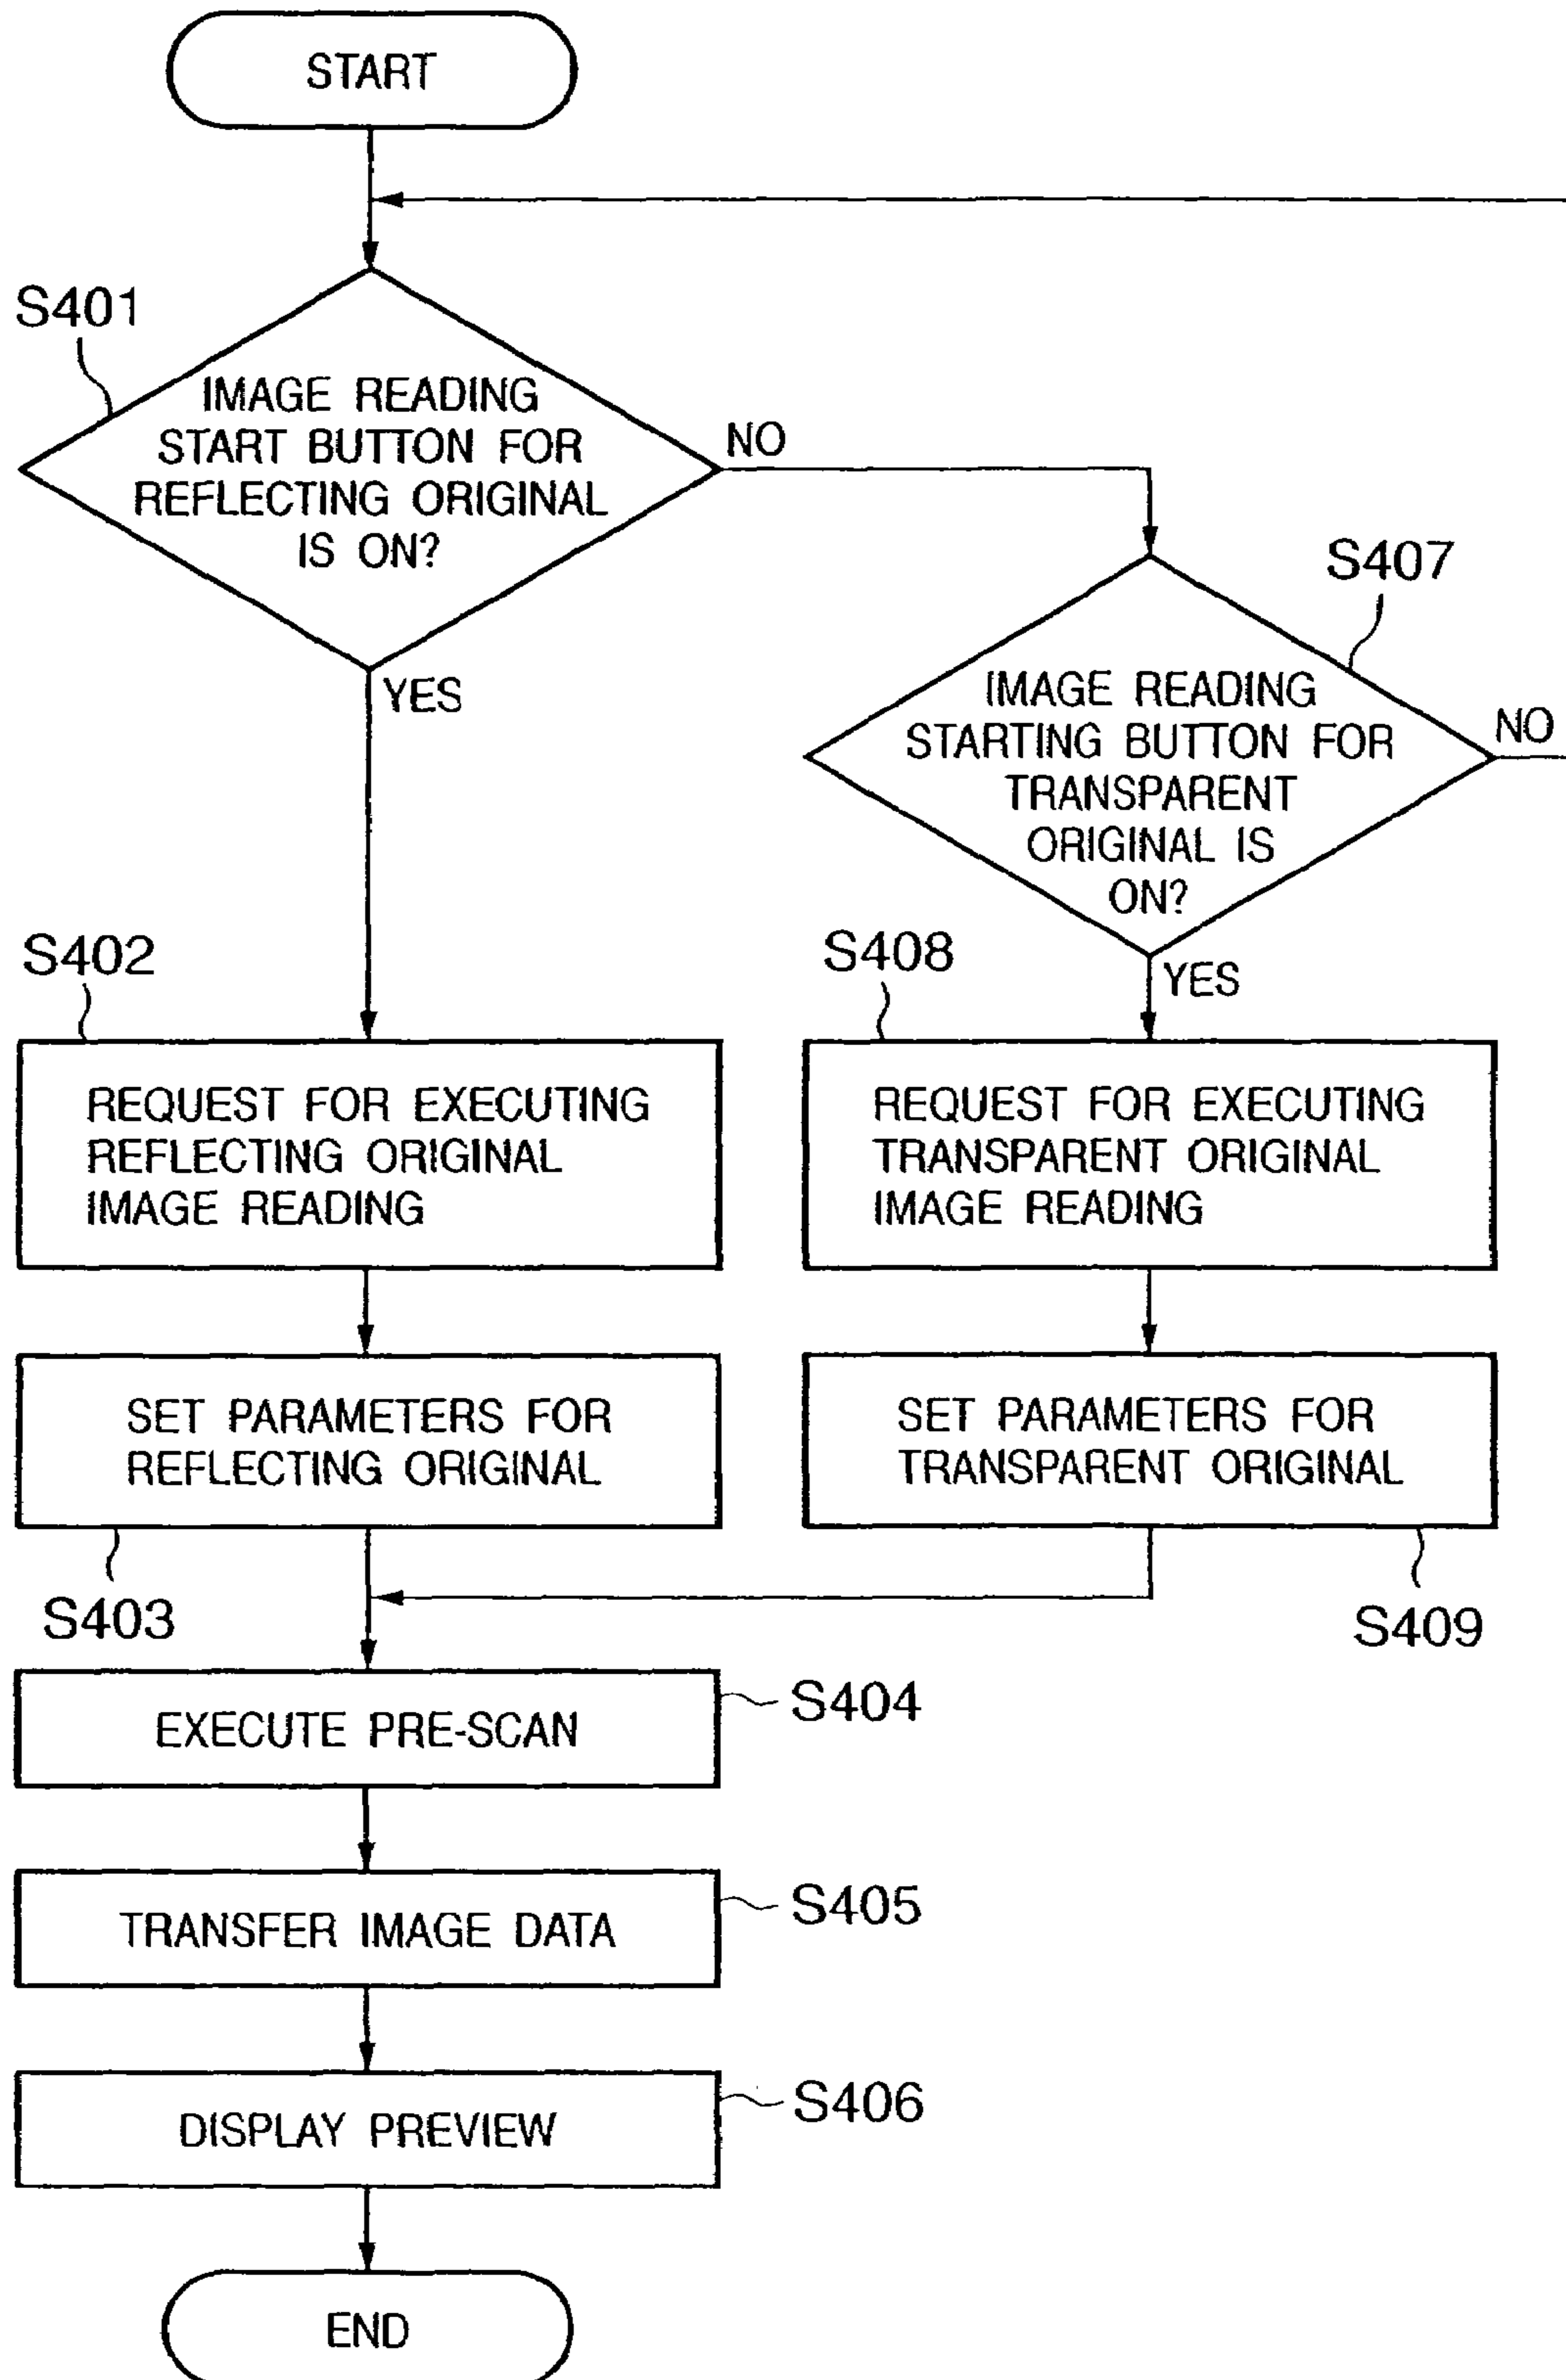 START
S401
IMAGE READING
START BUTTON FOR
REFLECTING ORIGINAL
IS ON?
NO
YES
S407
IMAGE READING
STARTING BUTTON FOR
TRANSPARENT
ORIGINAL IS
ON?
NO
YES
S402
REQUEST FOR EXECUTING
REFLECTING ORIGINAL
IMAGE READING
S408
REQUEST FOR EXECUTING
TRANSPARENT ORIGINAL
IMAGE READING
SET PARAMETERS FOR
REFLECTING ORIGINAL
S403
SET PARAMETERS FOR
TRANSPARENT ORIGINAL
S409
EXECUTE PRE-SCAN
S404
TRANSFER IMAGE DATA
S405
DISPLAY PREVIEW
S406
END